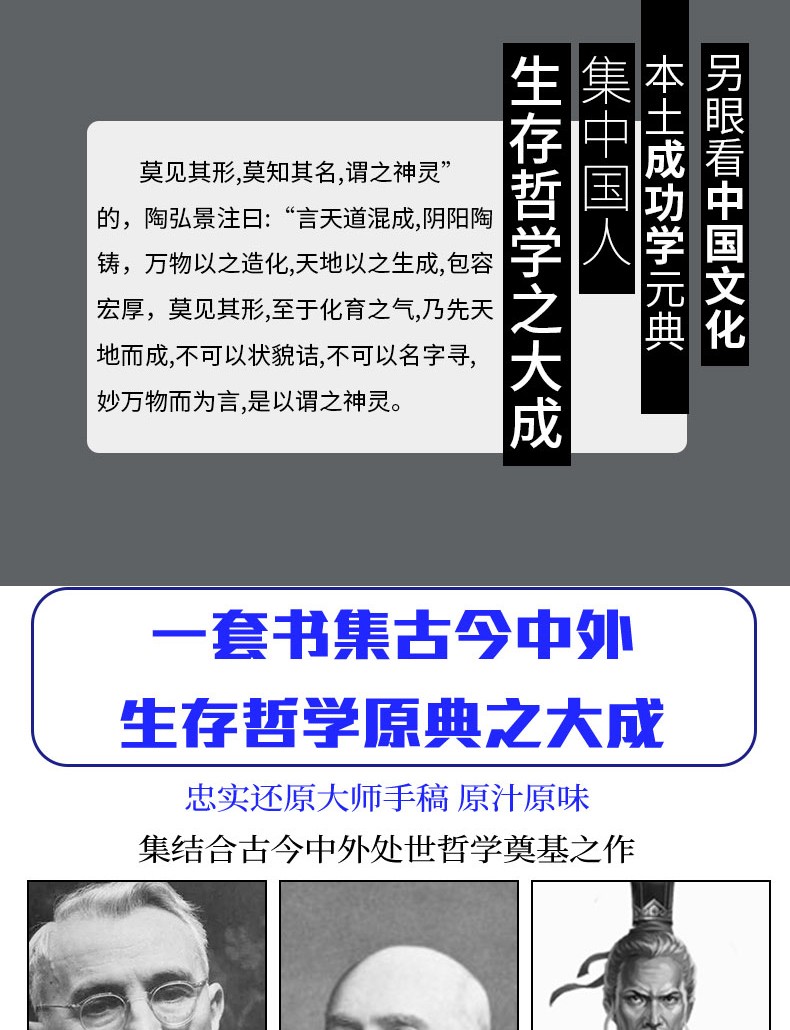 另眼看中国文化
本土成功学元典
集中国人
生存哲学之大成
莫见其形,莫知其名,谓之神灵”
的，陶弘景注曰:“言天道混成,阴阳陶
铸，万物以之造化,天地以之生成,包容
宏厚，莫见其形,至于化育之气,乃先天
地而成,不可以状貌诘,不可以名字寻,
妙万物而为言,是以谓之神灵。
一套书集古今中外
生存哲学原典之大成
忠实还原大师手稿 原汁原味
集结合古今中外处世哲学奠基之作